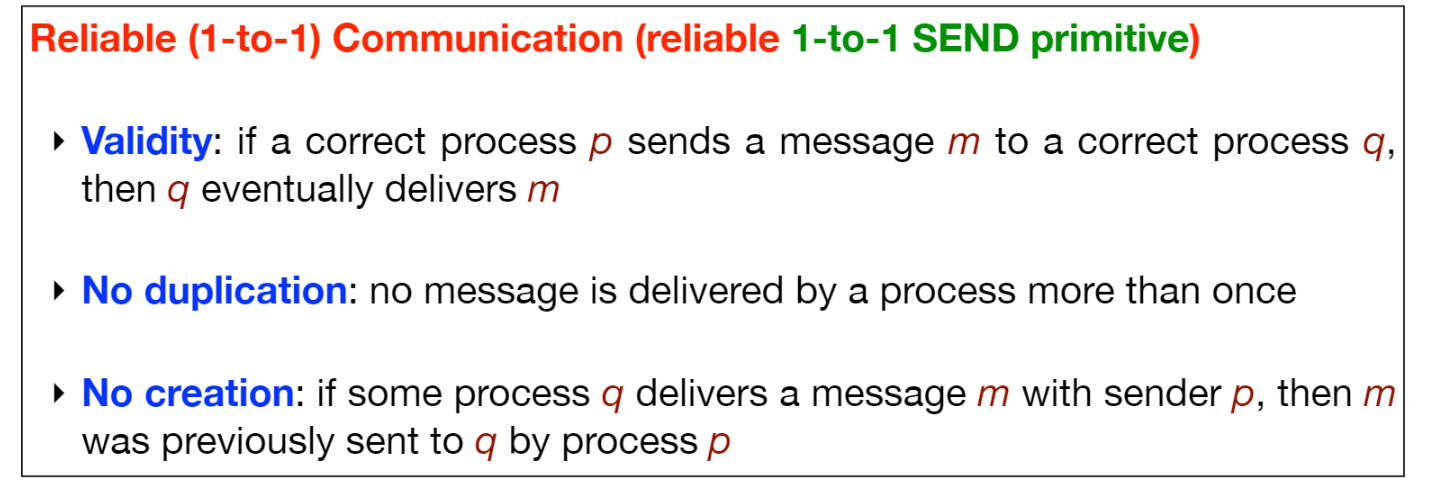 Reliable (1-to-1) Communication (reliable 1-to-1 SEND primitive)
‣ Validity: if a correct process p sends a message m to a correct process q,
then q eventually delivers m
‣ No duplication: no message is delivered by a process more than once
‣ No creation: if some process q delivers a message m with sender p, then m
was previously sent to q by process p